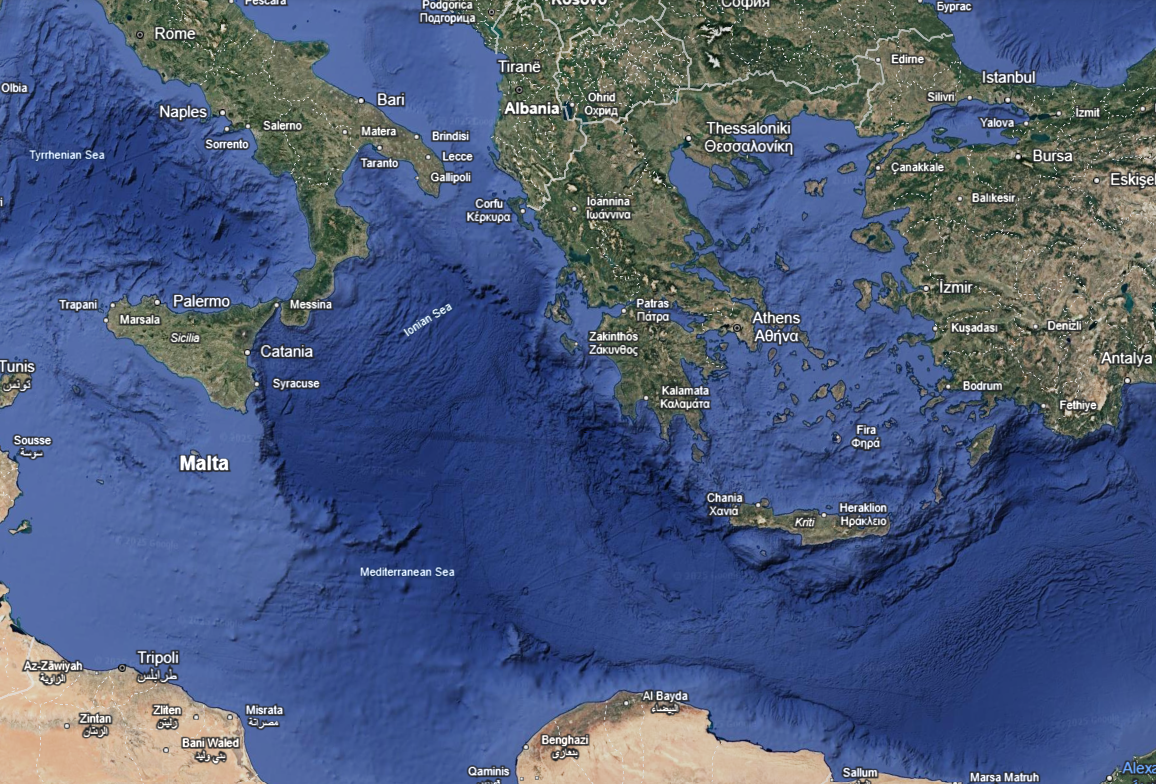 Pescara
Podgorica
Подгорица
Kosovo
София
Бургас
Rome
Edirne
Tiranë
Istanbul
Olbia
Bari
Albania
Ohrid
Охрид
Silivri
Izmit
Naples
Salerno
Matera
Brindisi
Yalova
Sorrento
Thessaloniki
Θεσσαλονίκη
Tyrrhenian Sea
Taranto
Lecce
Bursa
Çanakkale
Gallipoli
Eskişe
Corfu
Κέρκυρα
Ioannina
Ιωάννινα
Balıkesir
İzmir
Trapani
Palermo
Messina
Patras
Πάτρα
Marsala
Ionian Sea
Athens
Αθήνα
Kuşadası
Denizli
Sicilia
Zakinthos
Ζάκυνθος
Catania
Antalya
Tunis
تونس
Syracuse
Kalamata
Καλαμάτα
Bodrum
Fethiye
Fira
Φηρά
Sousse
سوسة
Malta
Chania
Χανιά
Heraklion
Ηράκλειο
Kriti
Mediterranean Sea
Tripoli
طرابلس
Az-Zāwiyah
الزاوية
Al Bayda
البيضاء
Zintan
الزنتان
Zliten
زليتن
Misrata
مصراتة
Bani Waled
بني وليد
Benghazi
بنغازي
Qaminis
Sallum
Marsa Matruh
Alexa